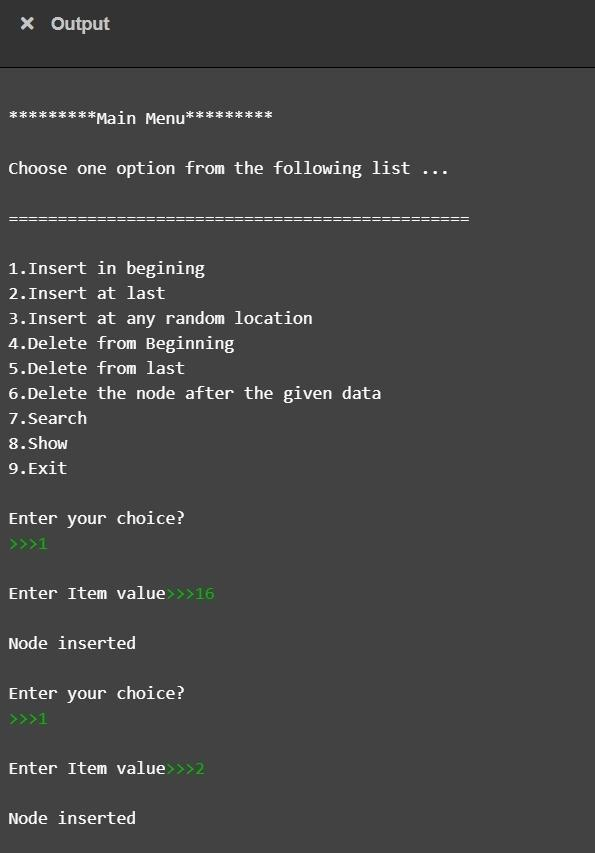 × Output
*********Main Menu*********
Choose one option from the following list ...
===============================================
1.Insert in begining
2.Insert at last
3.Insert at any random location
4.Delete from Beginning
5.Delete from last
6.Delete the node after the given data
7.Search
8.Show
9.Exit
Enter your choice?
>>>1
Enter Item value>>>16
Node inserted
Enter your choice?
>>>1
Enter Item value>>>2
Node inserted